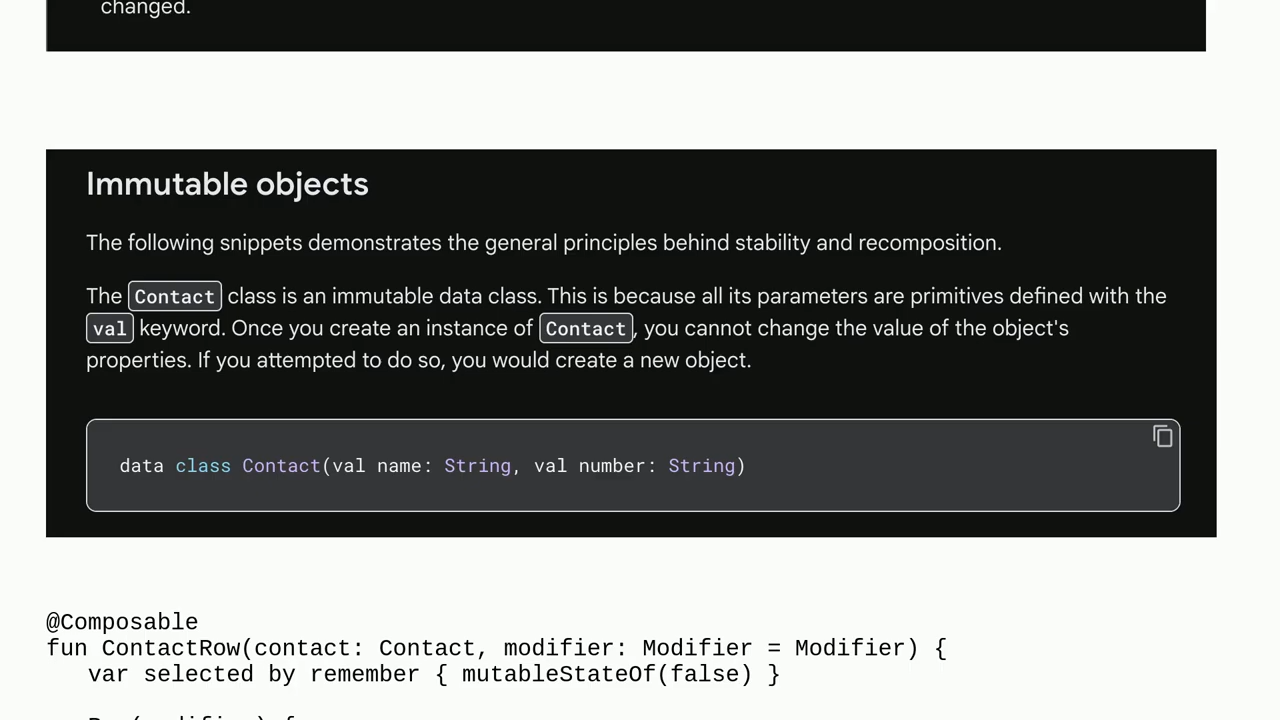 changed.
Immutable objects
The following snippets demonstrates the general principles behind stability and recomposition.
The Contact class is an immutable data class. This is because all its parameters are primitives defined with the
val keyword. Once you create an instance of Contact, you cannot change the value of the object's
properties. If you attempted to do so, you would create a new object.
data class Contact(val name: String, val number: String)
@Composable
fun ContactRow(contact: Contact, modifier: Modifier = Modifier) {
var selected by remember { mutableStateOf(false) }
Row(modifier) {